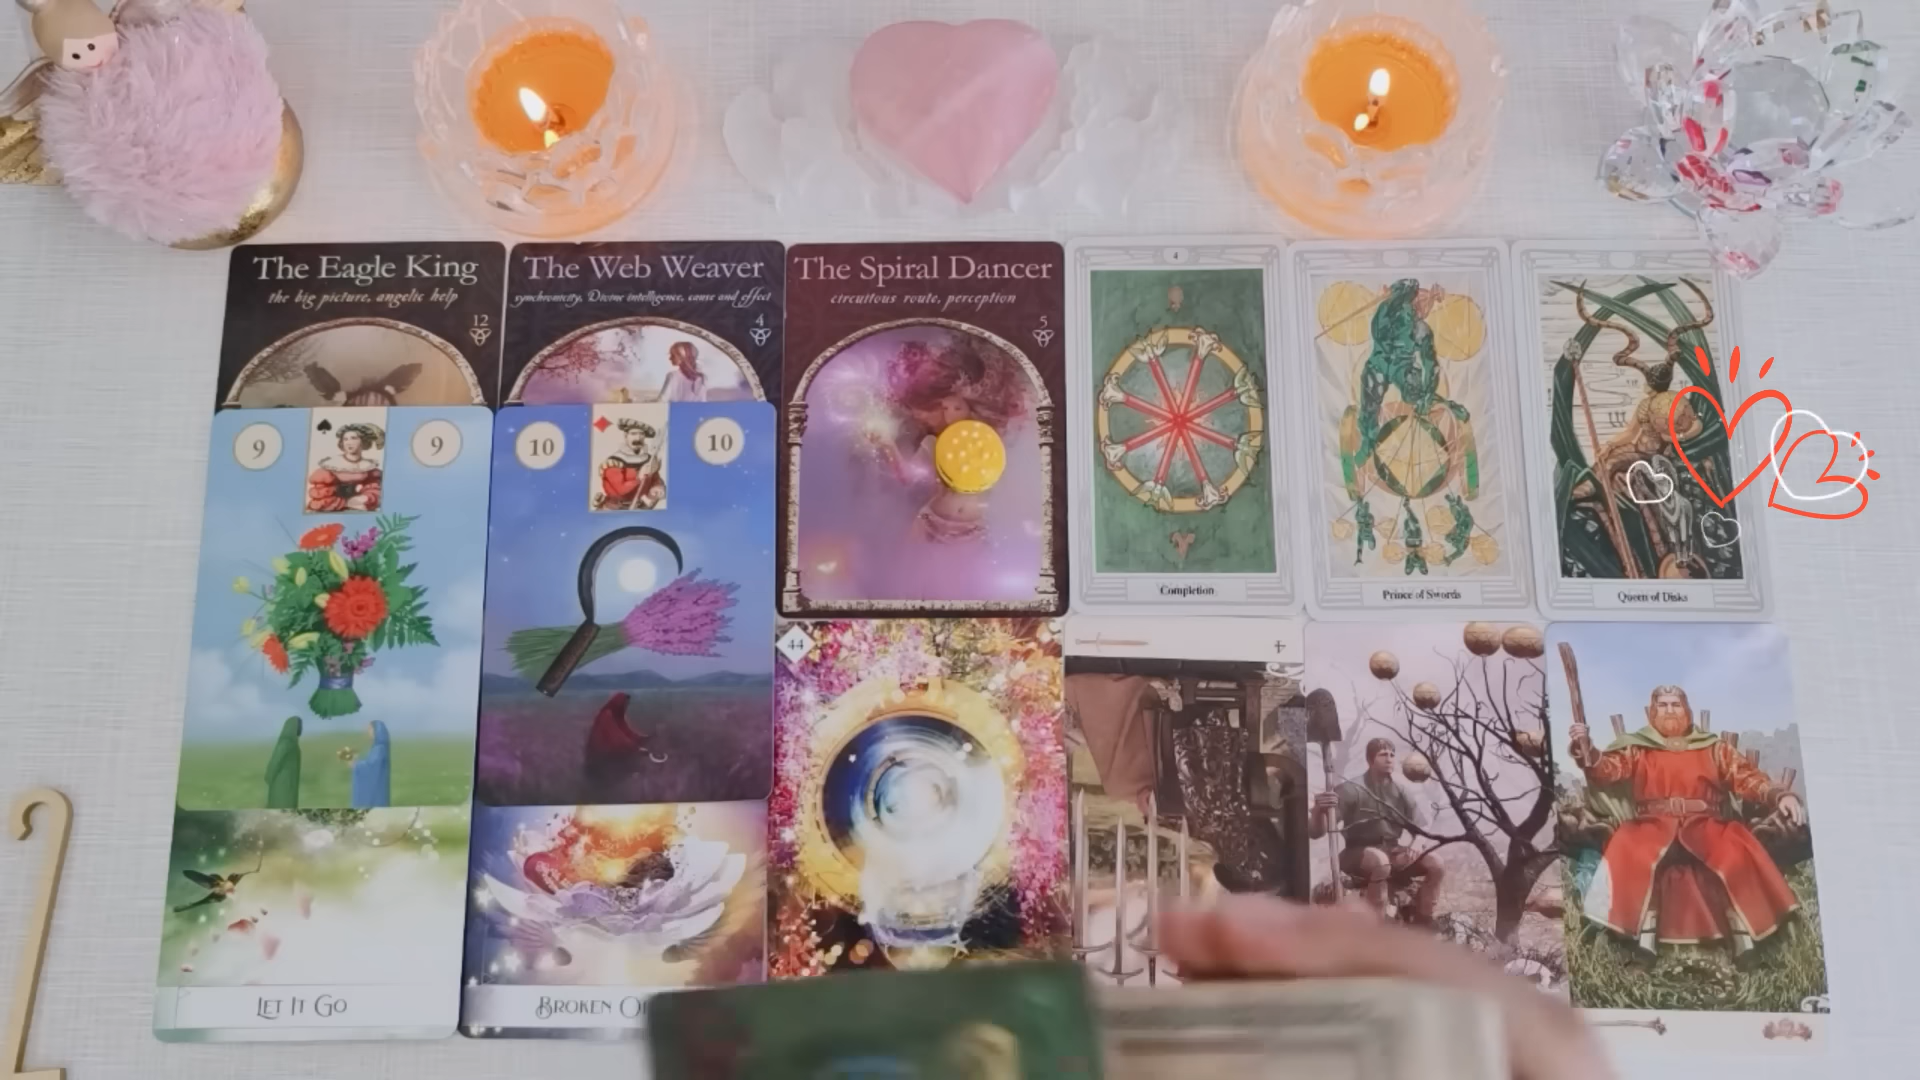 The Eagle King
the big picture, angelic help
12
The Web Weaver
synchronicity, Divine intelligence, cause and effect
4
The Spiral Dancer
circuitous route, perception
5
4
Completion
Prince of Swords
Queen of Disks
9
9
10
10
44
4
LET IT GO
BROKEN